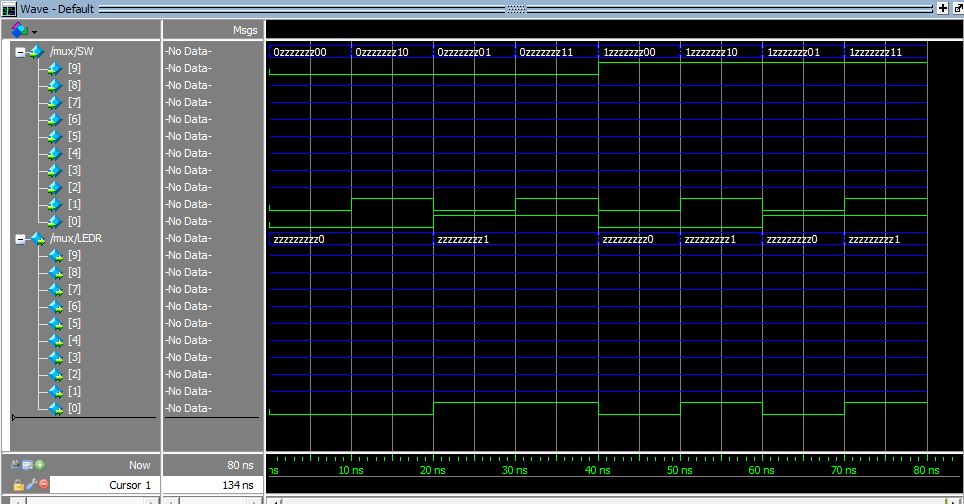 Wave - Default
Msgs
/mux/SW -No Data- 0zzzzzzz00 0zzzzzzz10 0zzzzzzz01 0zzzzzzz11 1zzzzzzz00 1zzzzzzz10 1zzzzzzz01 1zzzzzzz11
[9] -No Data-
[8] -No Data-
[7] -No Data-
[6] -No Data-
[5] -No Data-
[4] -No Data-
[3] -No Data-
[2] -No Data-
[1] -No Data-
[0] -No Data-
/mux/LEDR -No Data- zzzzzzzzz0 zzzzzzzzz1 zzzzzzzzz0 zzzzzzzzz1 zzzzzzzzz0 zzzzzzzzz1
[9] -No Data-
[8] -No Data-
[7] -No Data-
[6] -No Data-
[5] -No Data-
[4] -No Data-
[3] -No Data-
[2] -No Data-
[1] -No Data-
[0] -No Data-
Now 80 ns ns 10 ns 20 ns 30 ns 40 ns 50 ns 60 ns 70 ns 80 ns
Cursor 1 134 ns